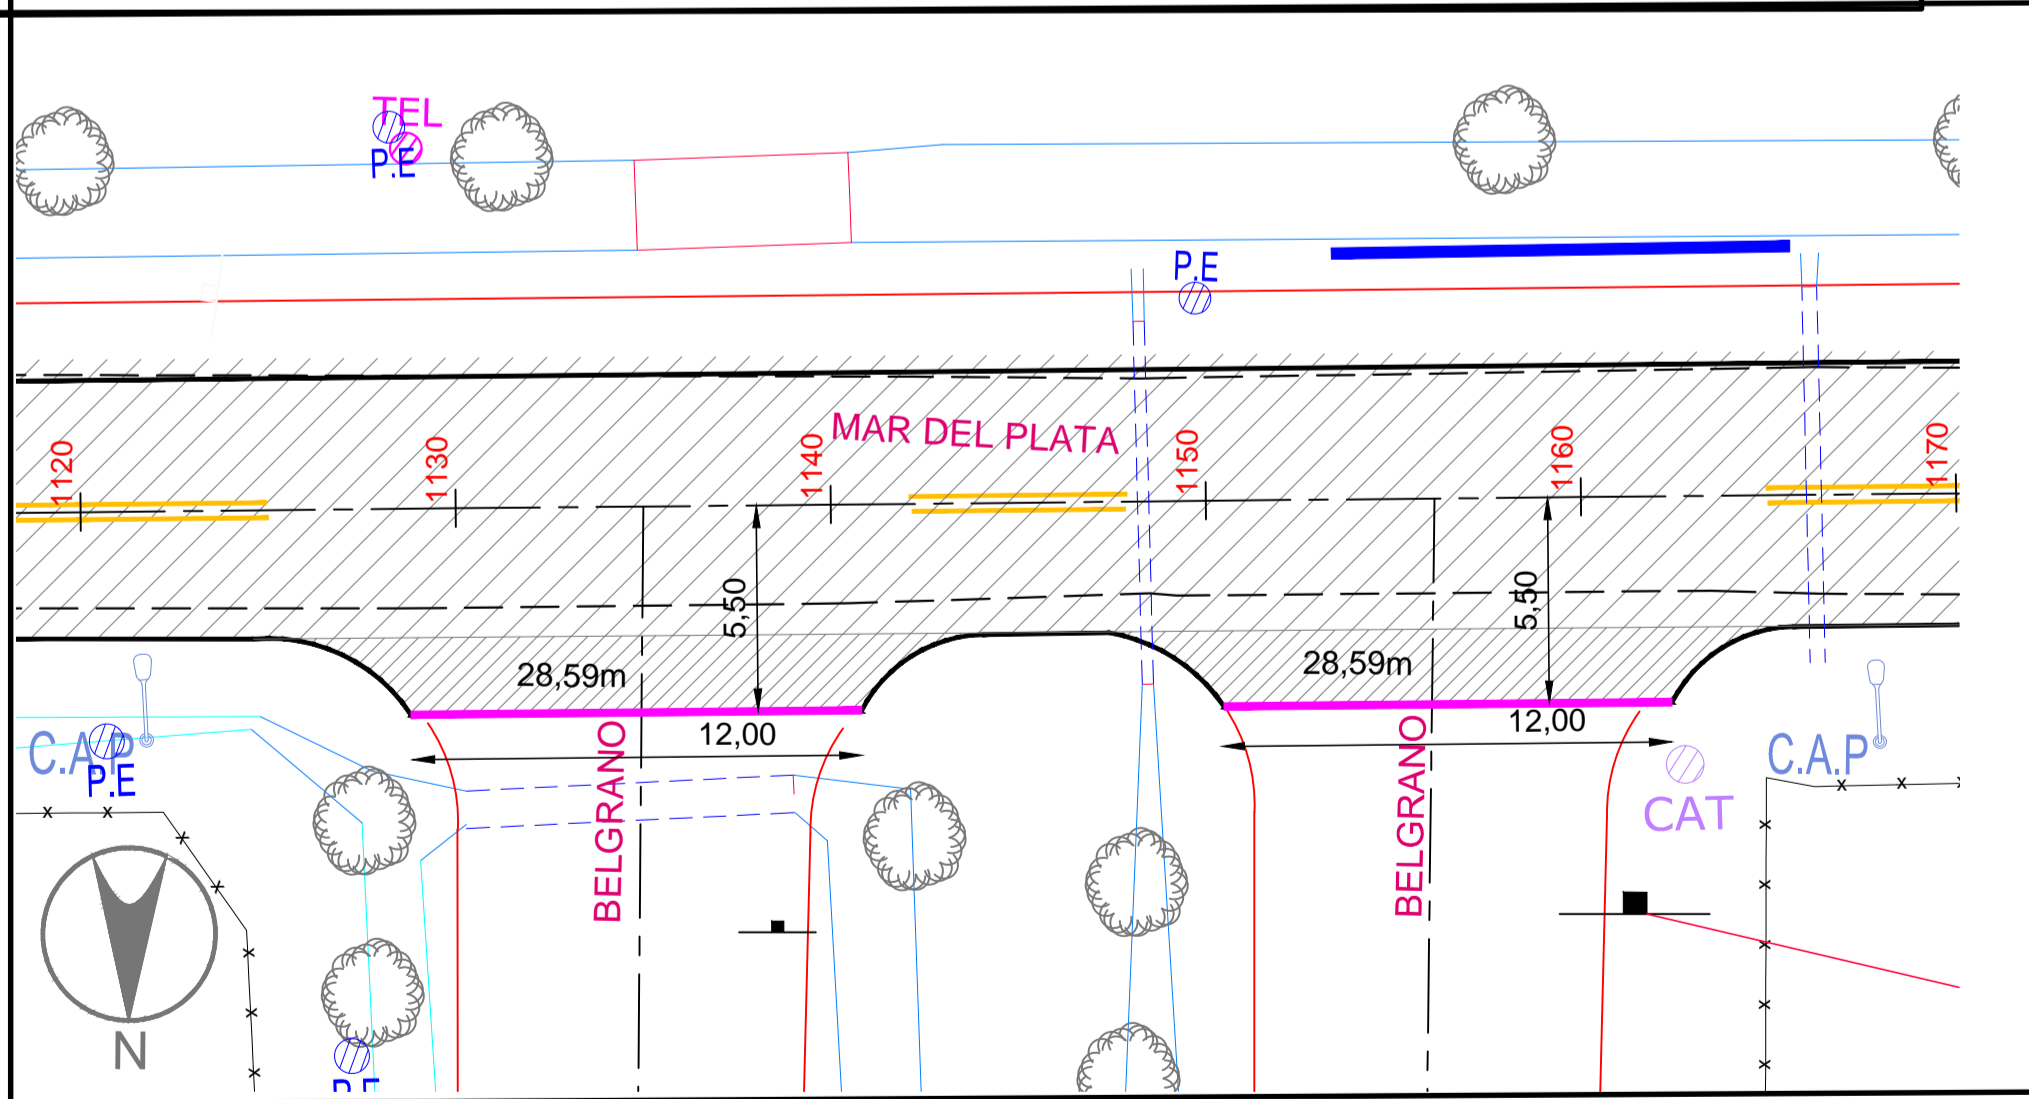 TEL
P.E
P.E
MAR DEL PLATA
1120
1130
1140
1150
1160
1170
5,50
5,50
28,59m
28,59m
12,00
12,00
BELGRANO
BELGRANO
C.A.P
P.E
C.A.P
CAT
N
P.E